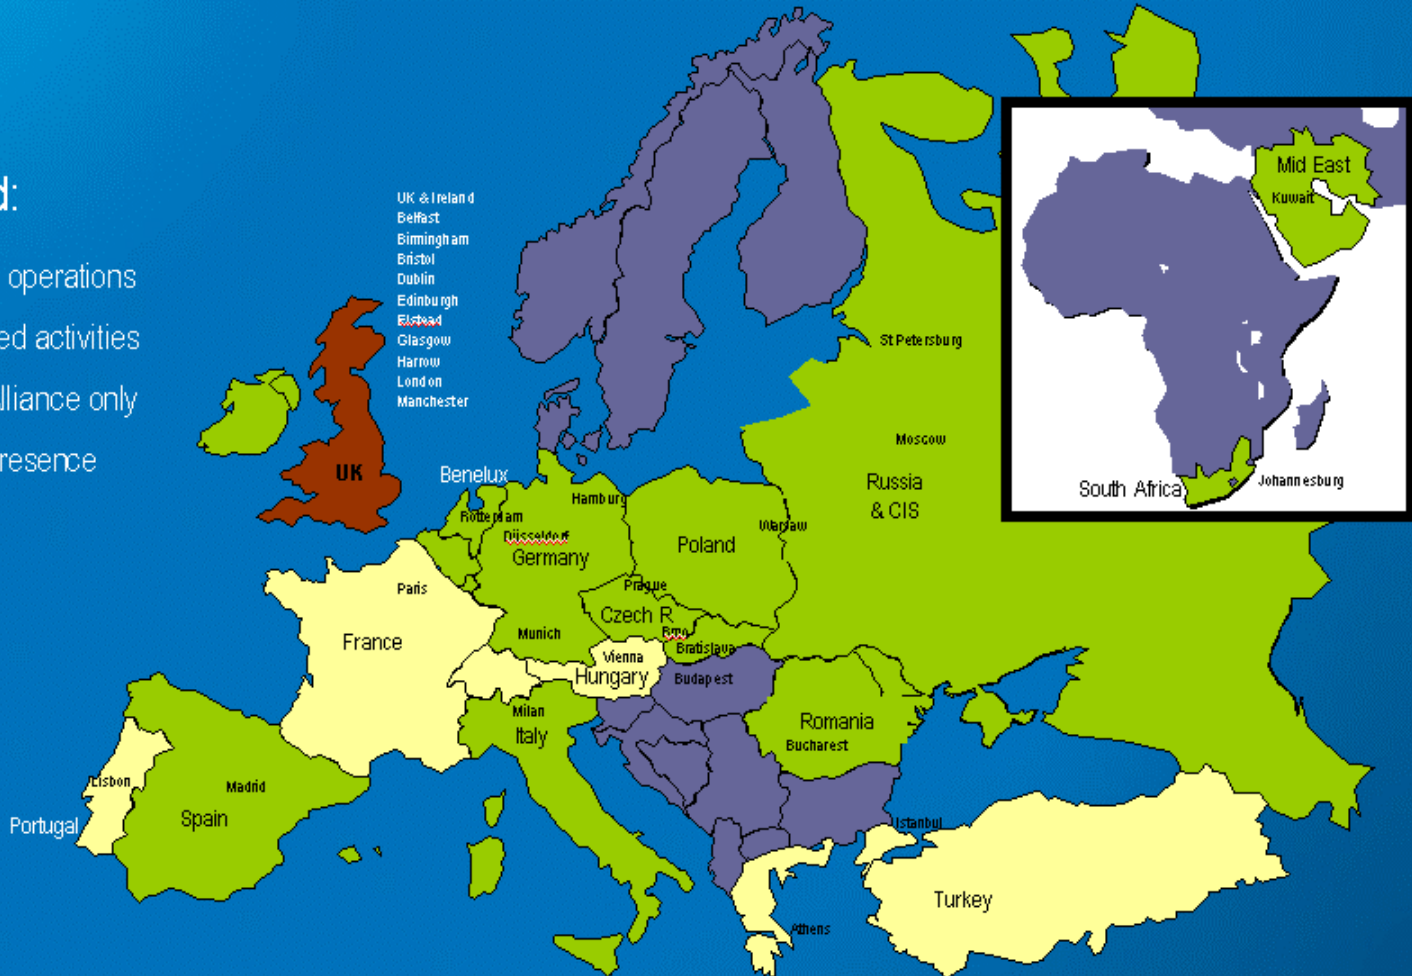 d:
operations
ed activities
lliance only
resence
UK & Ireland
Belfast
Birmingham
Bristol
Dublin
Edinburgh
Elstead
Glasgow
Harrow
London
Manchester
Mid East
Kuwait
South Africa
Johannesburg
St Petersburg
Moscow
Russia
& CIS
UK
Benelux
Rotterdam
Hamburg
Düsseldorf
Germany
Munich
Poland
Warsaw
Prague
Czech R
Brno
Bratislava
Paris
France
Vienna
Hungary
Budapest
Milan
Italy
Romania
Bucharest
Lisbon
Portugal
Madrid
Spain
Istanbul
Turkey
Athens